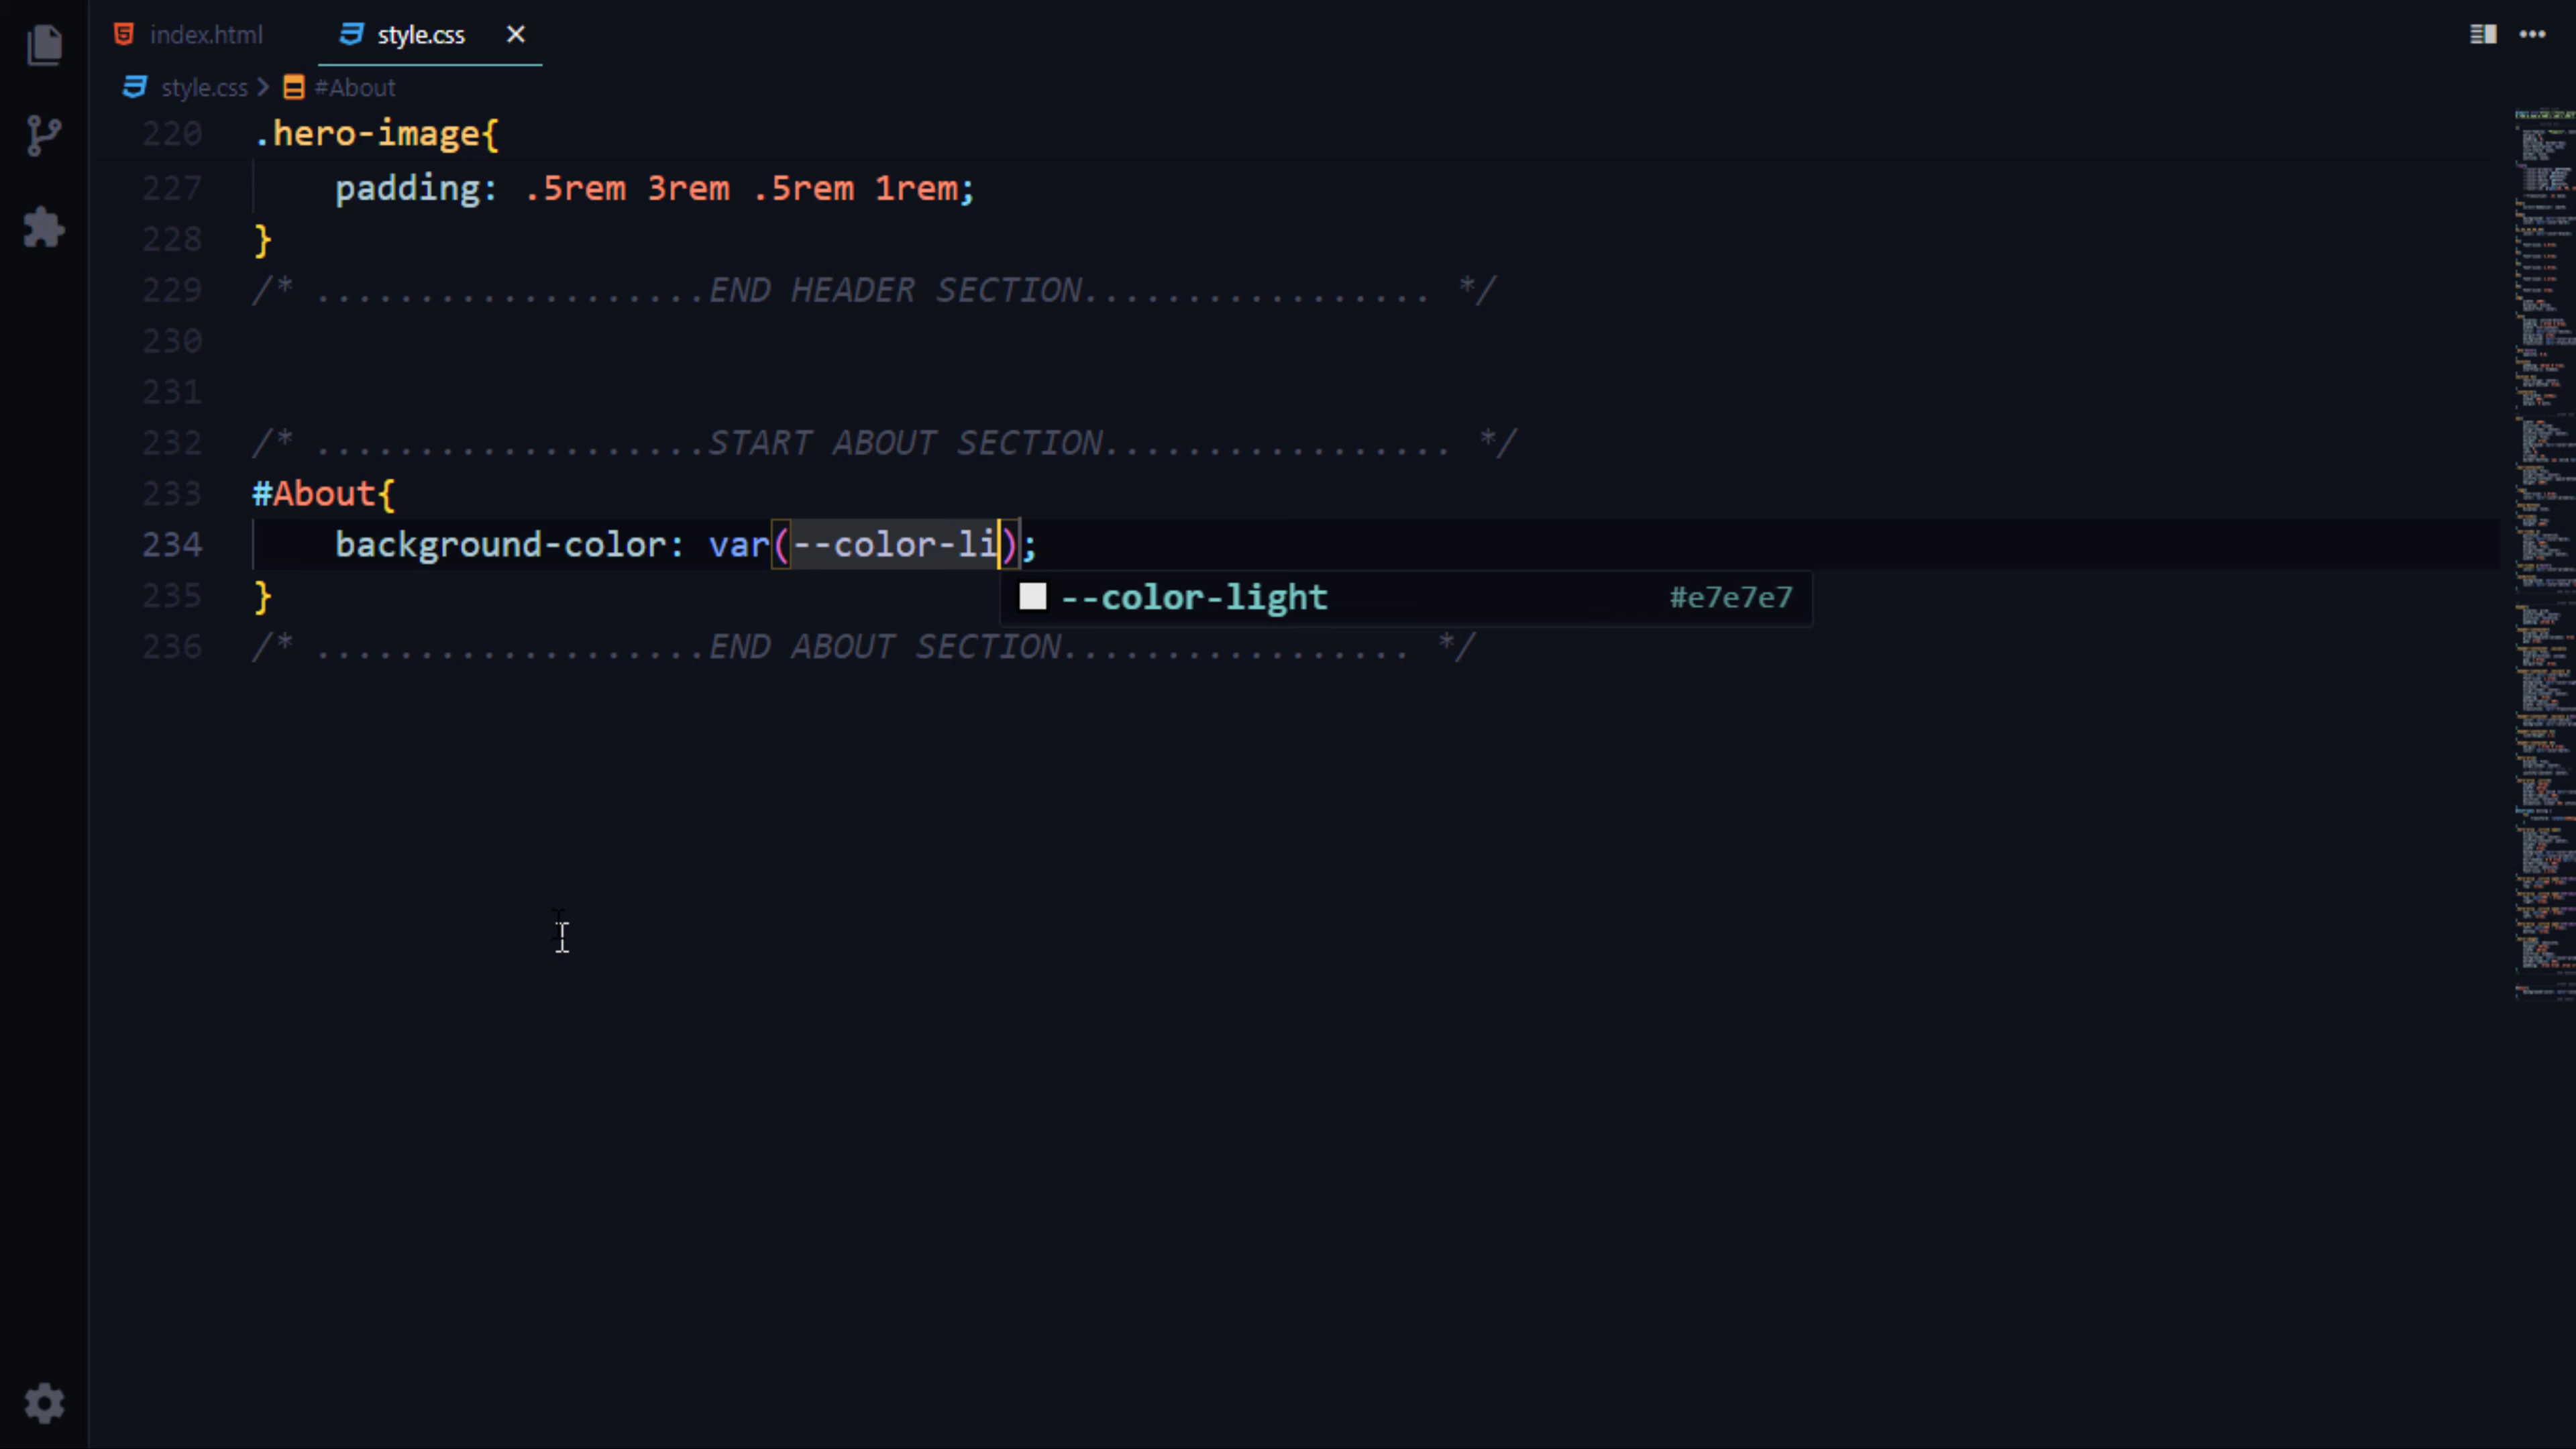 index.html style.css
style.css > #About
220 .hero-image{
227 padding: .5rem 3rem .5rem 1rem;
228 }
229 /* ...................END HEADER SECTION................. */
230
231
232 /* ...................START ABOUT SECTION................. */
233 #About{
234 background-color: var(--color-li);
--color-light #e7e7e7
235 }
236 /* ...................END ABOUT SECTION................. */